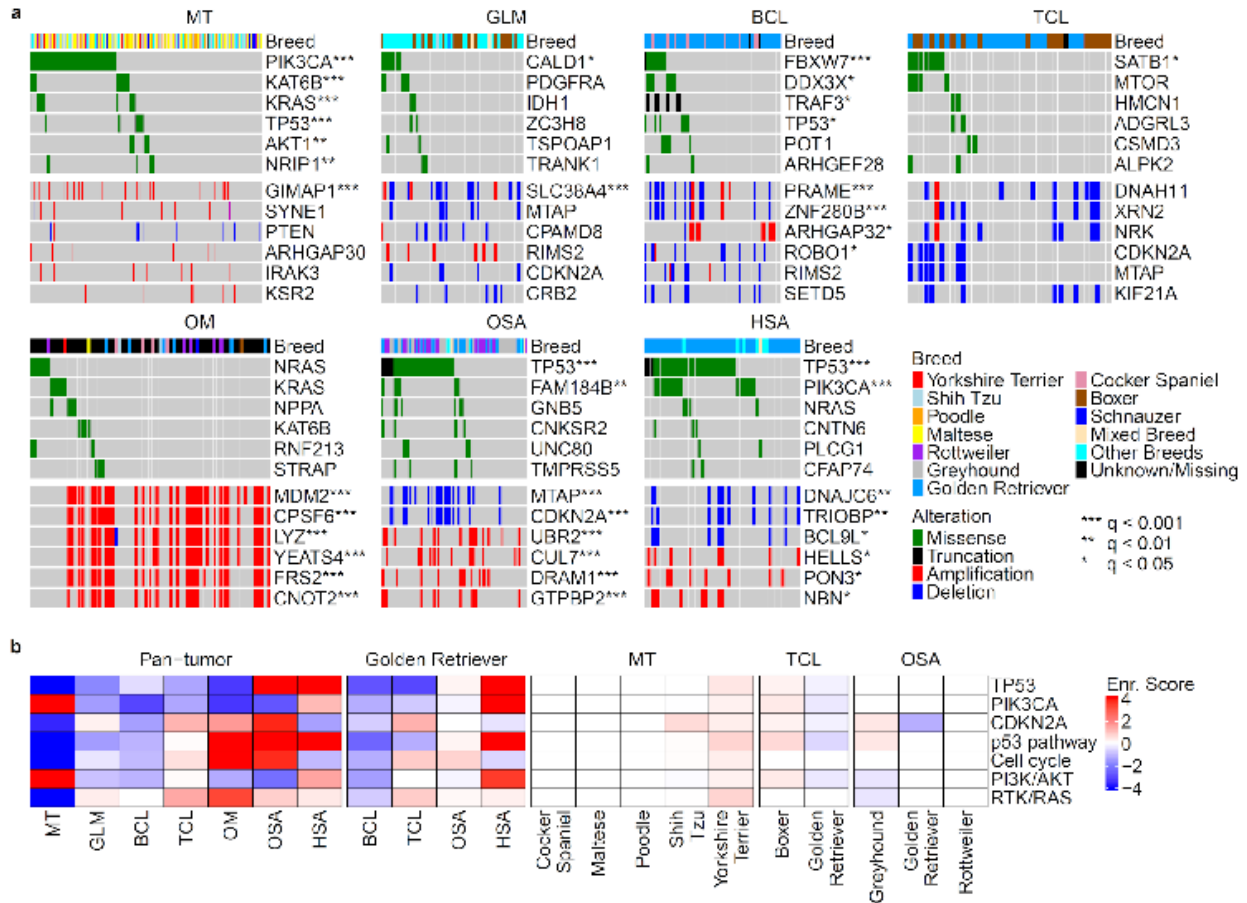 a
MT
Breed
PIK3CA***
KAT6B***
KRAS***
TP53***
AKT1**
NRIP1**
GIMAP1***
SYNE1
PTEN
ARHGAP30
IRAK3
KSR2
GLM
Breed
CALD1*
PDGFRA
IDH1
ZC3H8
TSPOAP1
TRANK1
SLC38A4***
MTAP
CPAMD8
RIMS2
CDKN2A
CRB2
BCL
Breed
FBXW7***
DDX3X*
TRAF3*
TP53*
POT1
ARHGEF28
PRAME***
ZNF280B***
ARHGAP32*
ROBO1*
RIMS2
SETD5
TCL
Breed
SATB1*
MTOR
HMCN1
ADGRL3
CSMD3
ALPK2
DNAH11
XRN2
NRK
CDKN2A
MTAP
KIF21A
OM
Breed
NRAS
KRAS
NPPA
KAT6B
RNF213
STRAP
MDM2***
CPSF6***
LYZ***
YEATS4***
FRS2***
CNOT2***
OSA
Breed
TP53***
FAM184B**
GNB5
CNKSR2
UNC80
TMPRSS5
MTAP***
CDKN2A***
UBR2***
CUL7***
DRAM1***
GTPBP2***
HSA
Breed
TP53***
PIK3CA***
NRAS
CNTN6
PLCG1
CFAP74
DNAJC6**
TRIOBP**
BCL9L*
HELLS*
PON3*
NBN*
Breed
Yorkshire Terrier
Shih Tzu
Poodle
Maltese
Rottweiler
Greyhound
Golden Retriever
Cocker Spaniel
Boxer
Schnauzer
Mixed Breed
Other Breeds
Unknown/Missing
Alteration
Missense
Truncation
Amplification
Deletion
*** q < 0.001
** q < 0.01
* q < 0.05
b
Pan-tumor
Golden Retriever
MT
TCL
OSA
TP53
PIK3CA
CDKN2A
p53 pathway
Cell cycle
PI3K/AKT
RTK/RAS
Enr. Score
4
2
0
−2
−4
MT
GLM
BCL
TCL
OM
OSA
HSA
BCL
TCL
OSA
HSA
Cocker
Spaniel
Maltese
Poodle
Shih
Tzu
Yorkshire
Terrier
Boxer
Golden
Retriever
Greyhound
Golden
Retriever
Rottweiler